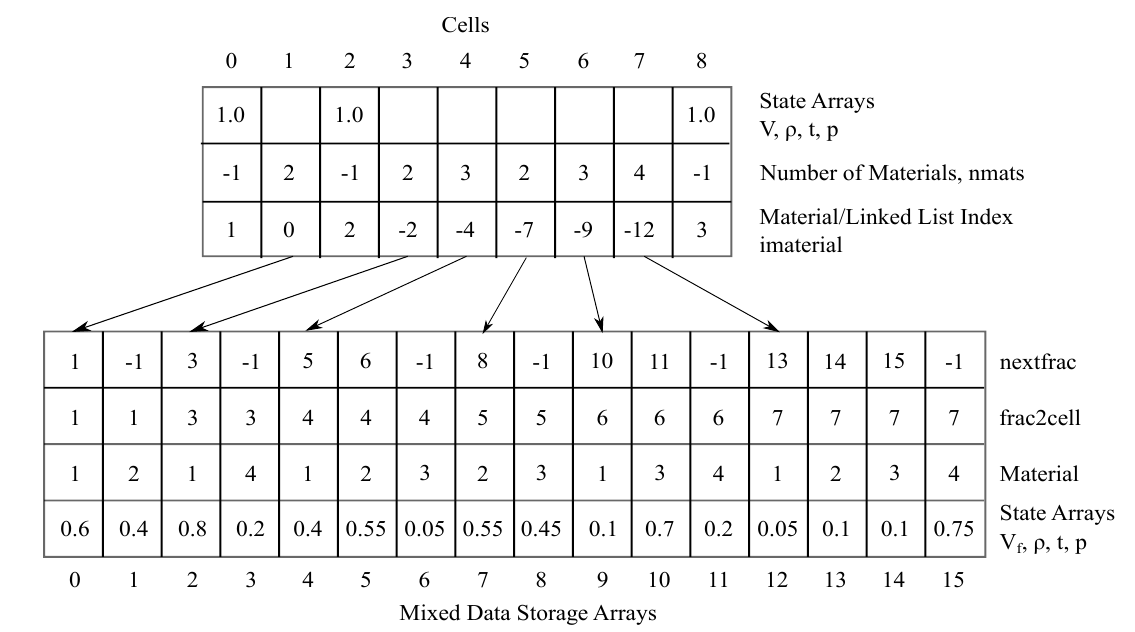 Cells
0 1 2 3 4 5 6 7 8
1.0 1.0 1.0
State Arrays
V, ρ, t, p
-1 2 -1 2 3 2 3 4 -1
Number of Materials, nmats
1 0 2 -2 -4 -7 -9 -12 3
Material/Linked List Index
imaterial
1 -1 3 -1 5 6 -1 8 -1 10 11 -1 13 14 15 -1 nextfrac
1 1 3 3 4 4 4 5 5 6 6 6 7 7 7 7 frac2cell
1 2 1 4 1 2 3 2 3 1 3 4 1 2 3 4 Material
0.6 0.4 0.8 0.2 0.4 0.55 0.05 0.55 0.45 0.1 0.7 0.2 0.05 0.1 0.1 0.75
State Arrays
Vf, ρ, t, p
0 1 2 3 4 5 6 7 8 9 10 11 12 13 14 15
Mixed Data Storage Arrays